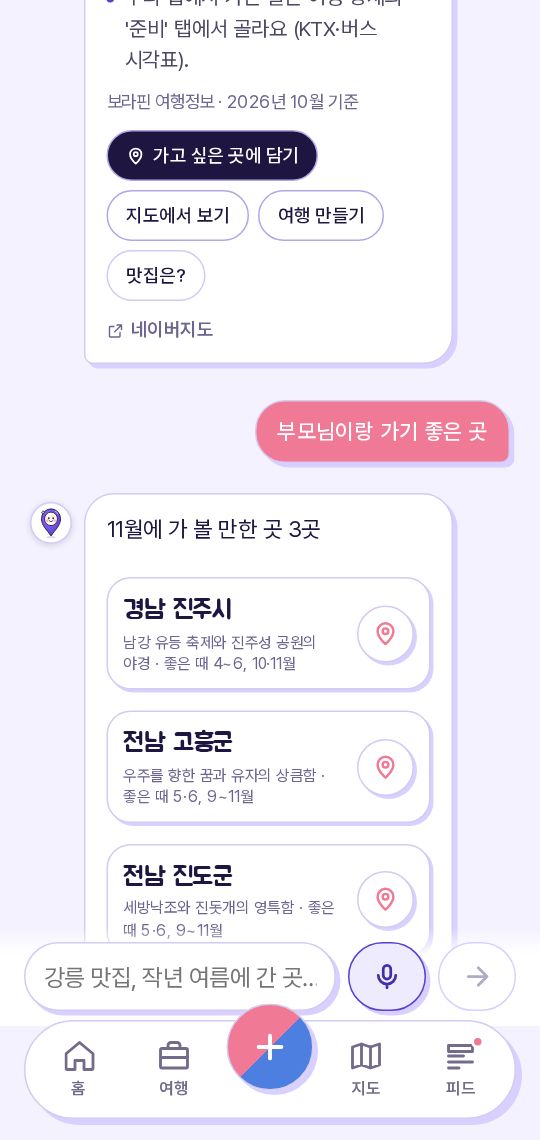 '준비' 탭에서 골라요 (KTX·버스
시각표).
보라핀 여행정보 · 2026년 10월 기준
가고 싶은 곳에 담기
지도에서 보기
여행 만들기
맛집은?
네이버지도
부모님이랑 가기 좋은 곳
11월에 가 볼 만한 곳 3곳
경남 진주시
남강 유등 축제와 진주성 공원의
야경 · 좋은 때 4~6, 10·11월
전남 고흥군
우주를 향한 꿈과 유자의 상큼함 ·
좋은 때 5·6, 9~11월
전남 진도군
세방낙조와 진돗개의 영특함 · 좋은
때 5·6, 9~11월
강릉 맛집, 작년 여름에 간 곳…
홈
여행
지도
피드